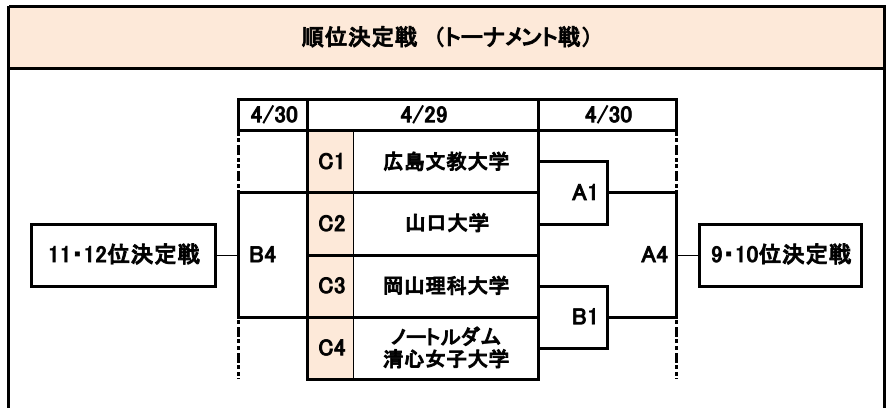 順位決定戦 （トーナメント戦）
4/30 4/29 4/30
C1 広島文教大学
A1
C2 山口大学
11・12位決定戦 B4 A4 9・10位決定戦
C3 岡山理科大学
B1
C4 ノートルダム
清心女子大学